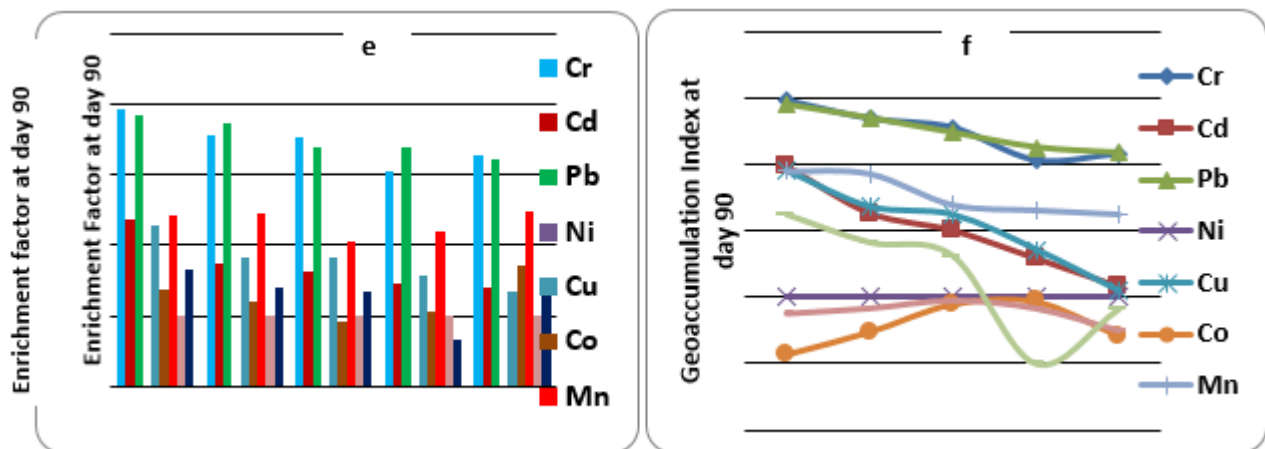 Enrichment factor at day 90
Enrichment Factor at day 90
e
Cr
Cd
Pb
Ni
Cu
Co
Mn
Geoaccumulation Index at
day 90
f
Cr
Cd
Pb
Ni
Cu
Co
Mn